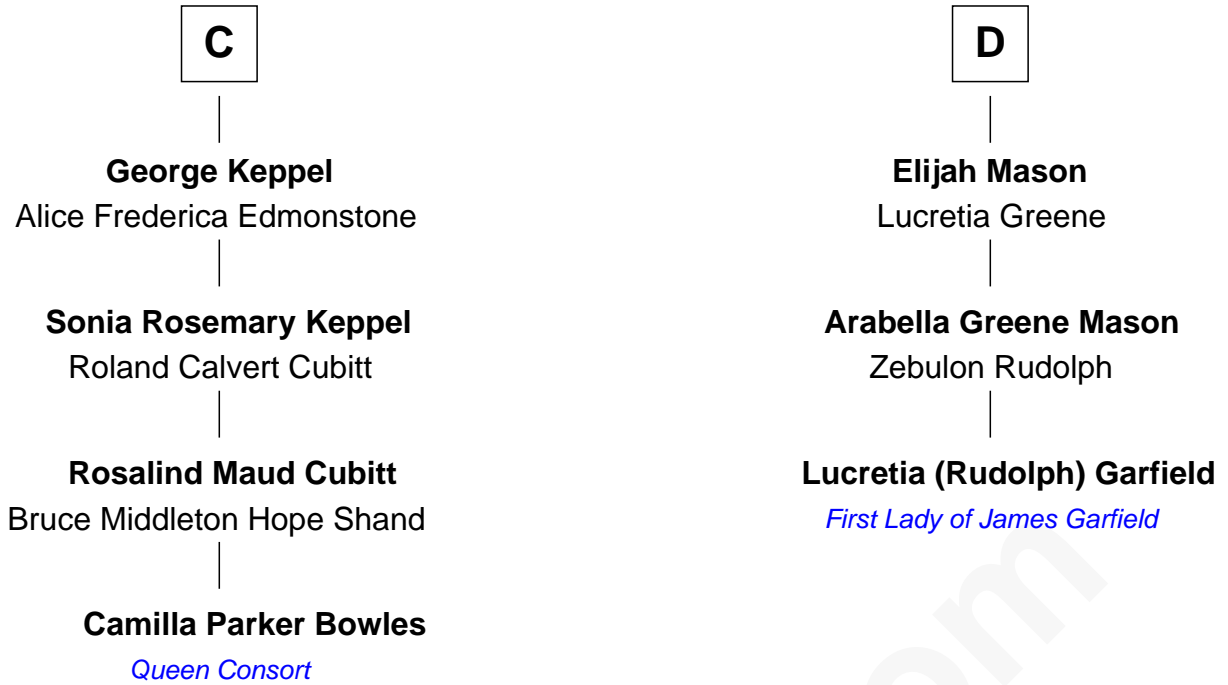 C
George Keppel
Alice Frederica Edmonstone
Sonia Rosemary Keppel
Roland Calvert Cubitt
Rosalind Maud Cubitt
Bruce Middleton Hope Shand
Camilla Parker Bowles
Queen Consort
D
Elijah Mason
Lucretia Greene
Arabella Greene Mason
Zebulon Rudolph
Lucretia (Rudolph) Garfield
First Lady of James Garfield
om